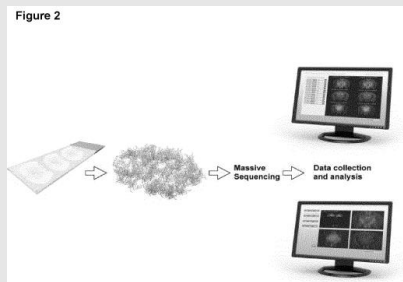 Figure 2
Massive
Sequencing
Data collection
and analysis